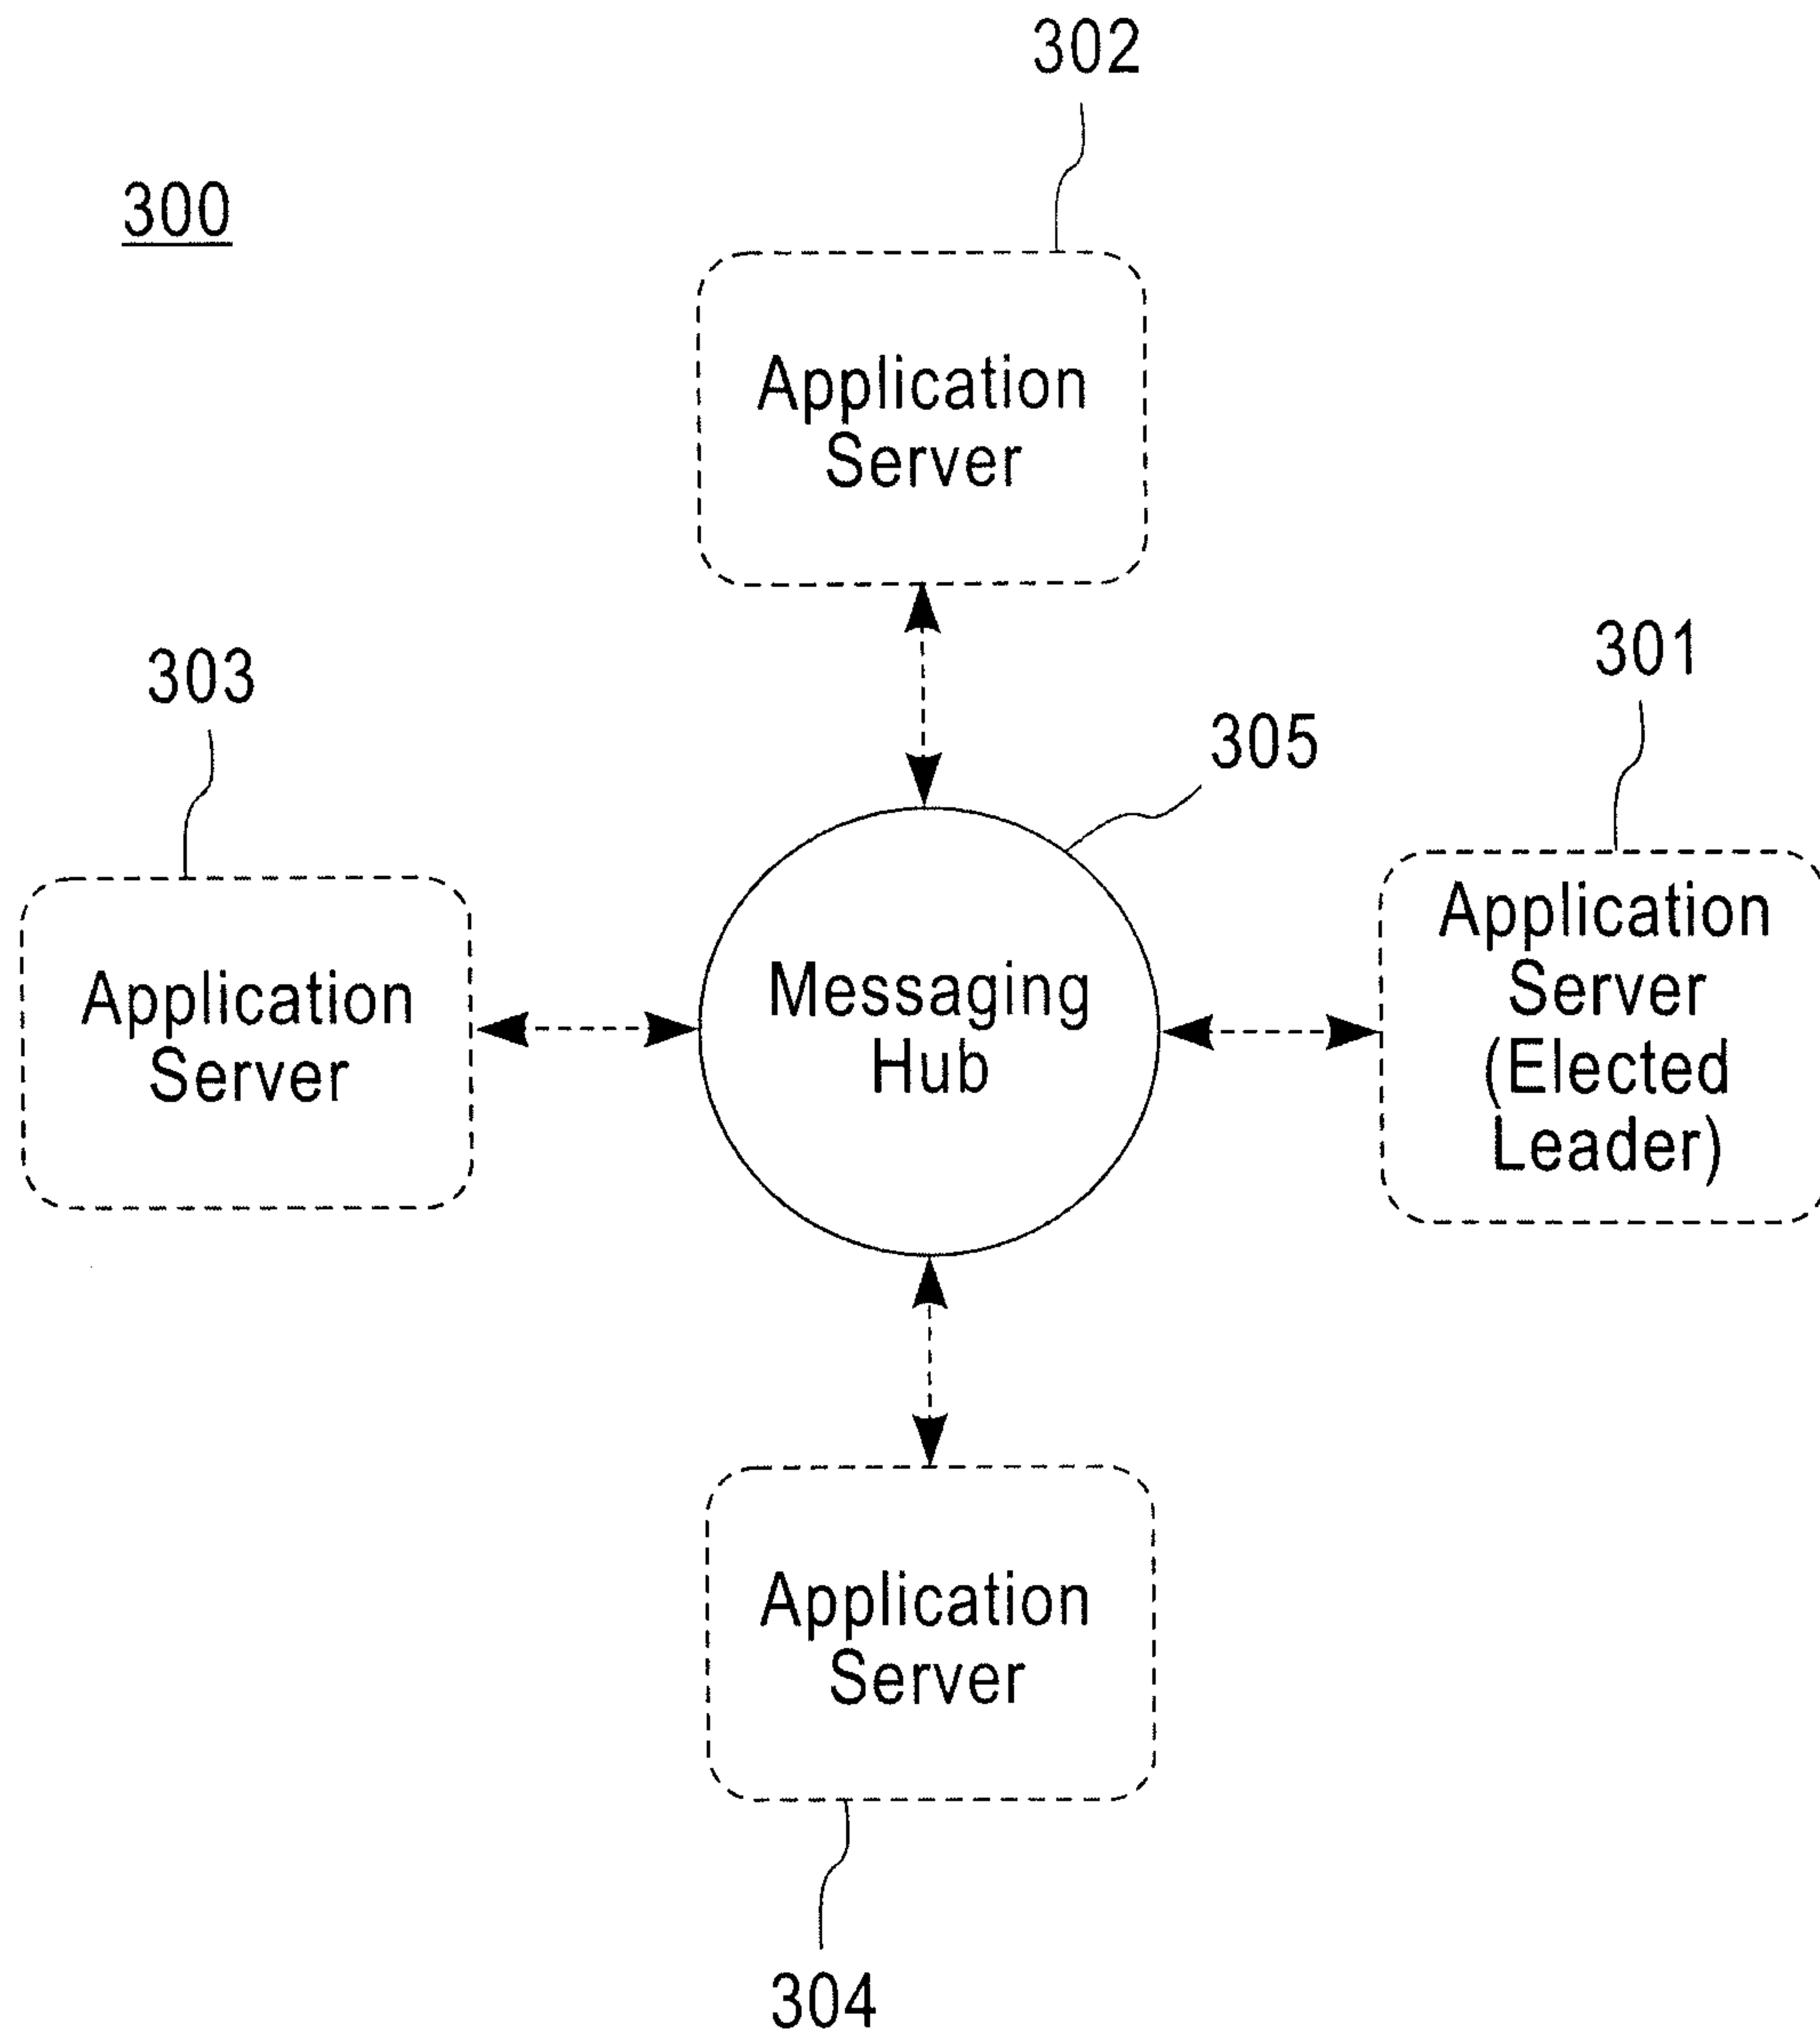 302
300
Application
Server
303
301
305
Application
Server
Messaging
Hub
Application
Server
(Elected
Leader)
Application
Server
304